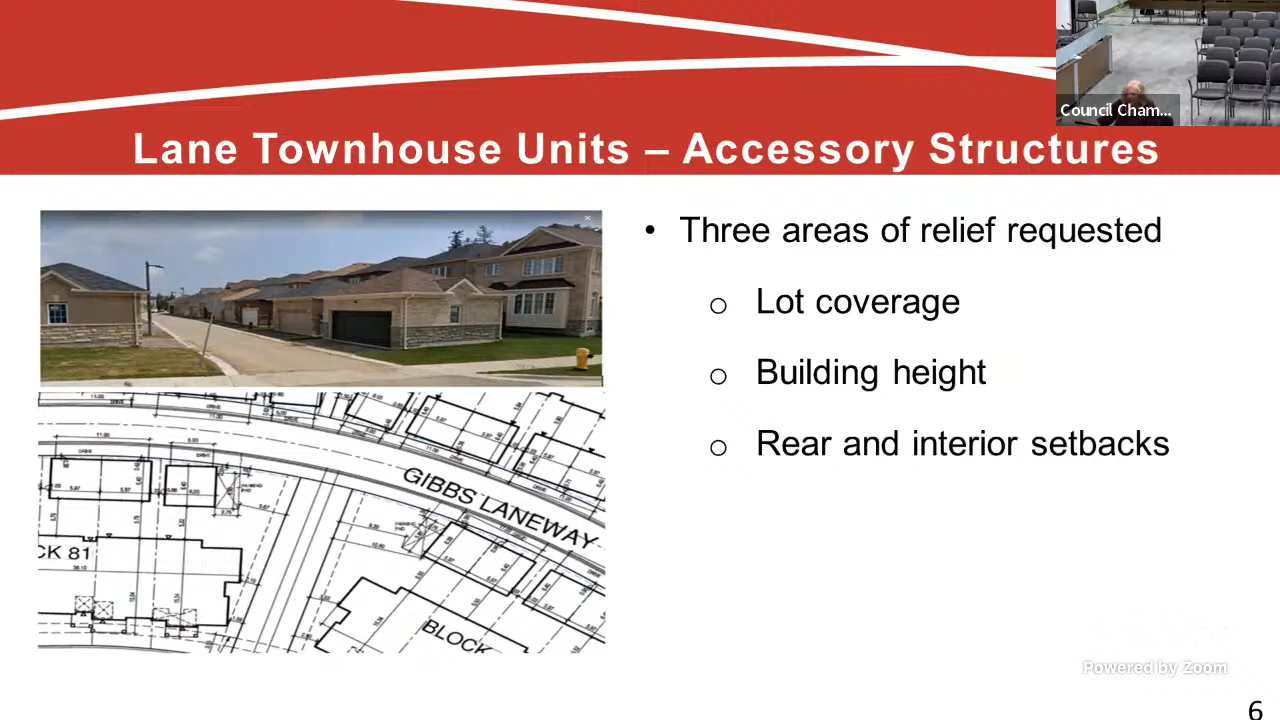 Council Cham...
Lane Townhouse Units – Accessory Structures
• Three areas of relief requested
o Lot coverage
o Building height
o Rear and interior setbacks
GIBBS LANEWAY
CK 81
BLOCK
Powered by Zoom
6